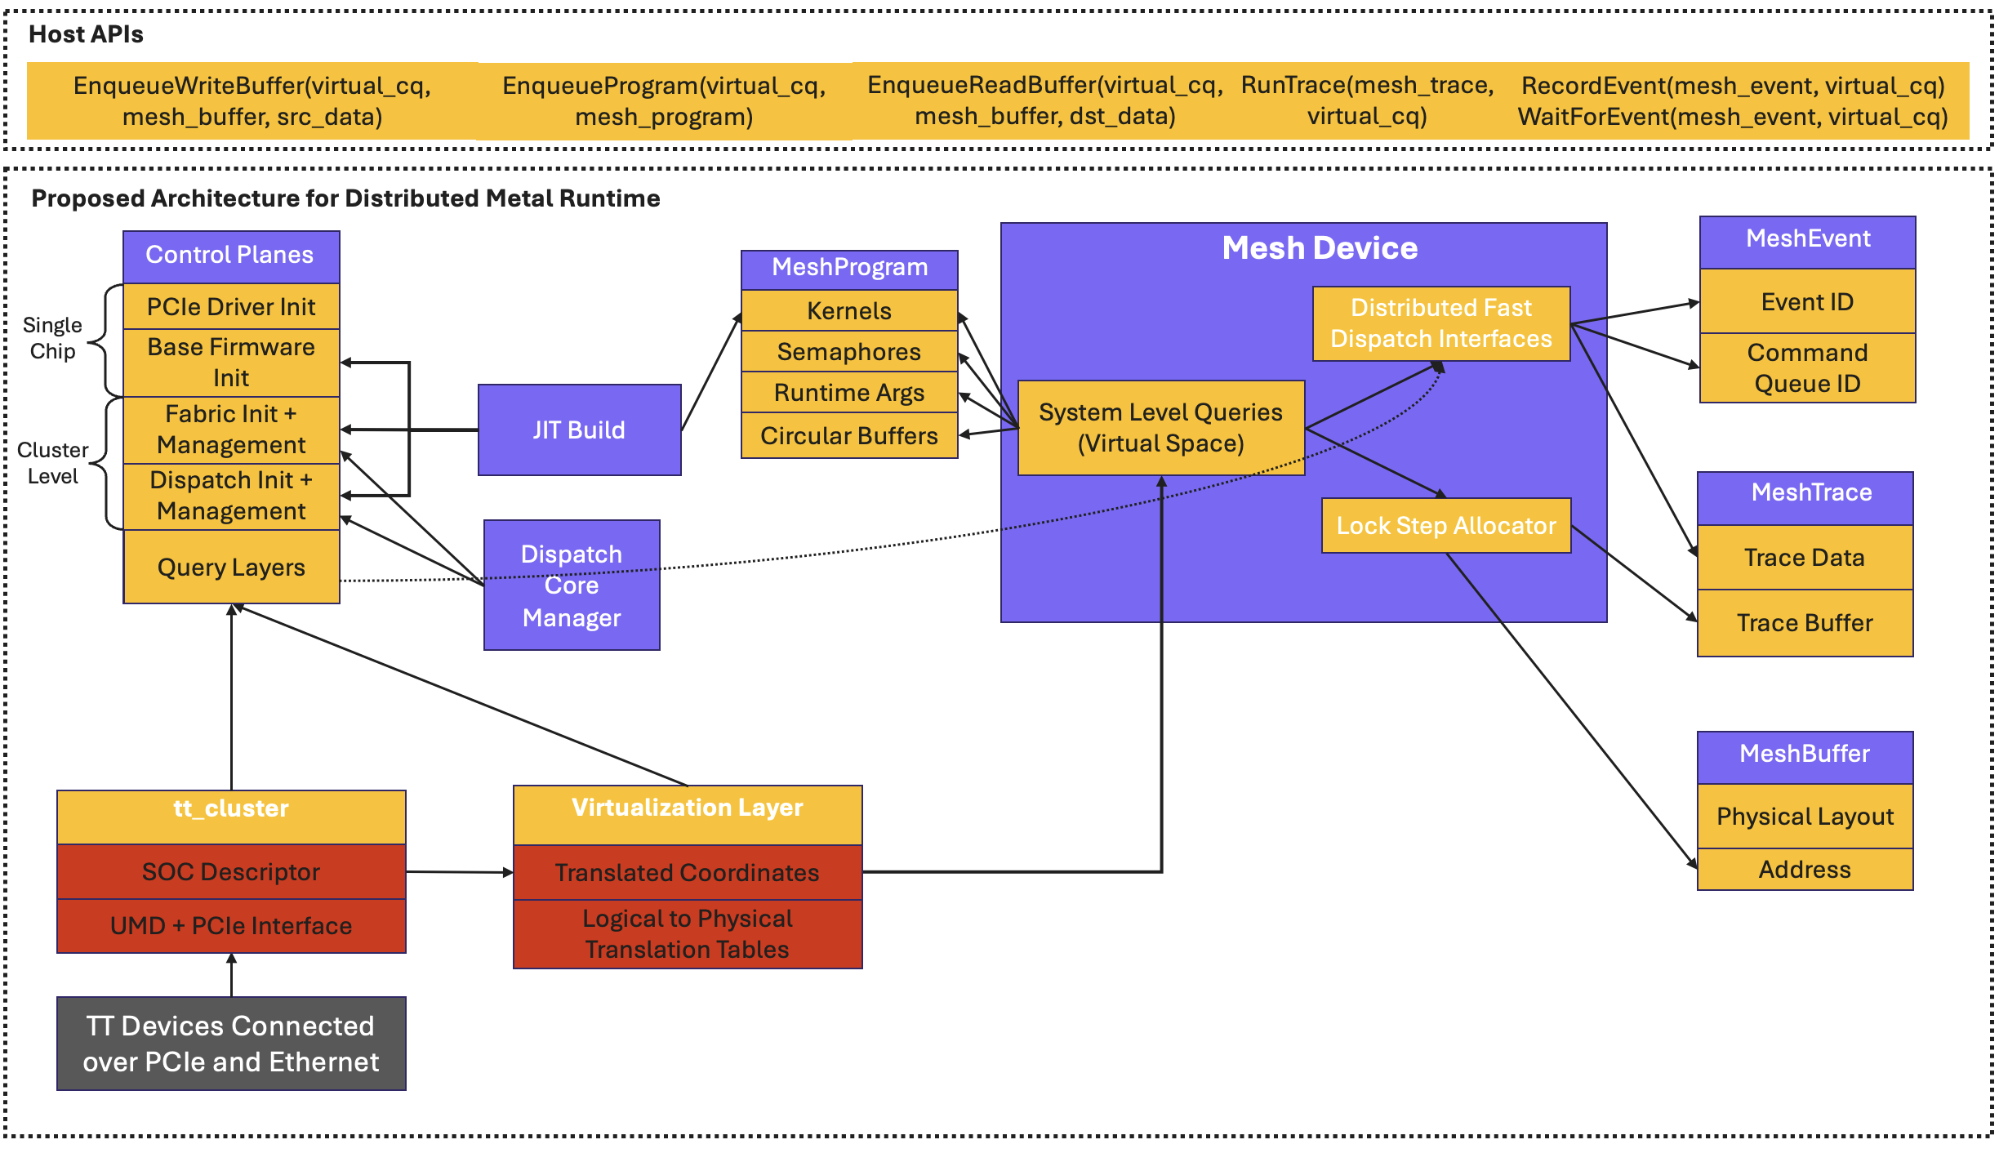 Host APIs
EnqueueWriteBuffer(virtual_cq,
mesh_buffer, src_data)
EnqueueProgram(virtual_cq,
mesh_program)
EnqueueReadBuffer(virtual_cq,
mesh_buffer, dst_data)
RunTrace(mesh_trace,
virtual_cq)
RecordEvent(mesh_event, virtual_cq)
WaitForEvent(mesh_event, virtual_cq)
Proposed Architecture for Distributed Metal Runtime
Control Planes
Single
Chip
PCIe Driver Init
Base Firmware
Init
Cluster
Level
Fabric Init +
Management
Dispatch Init +
Management
Query Layers
JIT Build
Dispatch
Core
Manager
MeshProgram
Kernels
Semaphores
Runtime Args
Circular Buffers
Mesh Device
Distributed Fast
Dispatch Interfaces
System Level Queries
(Virtual Space)
Lock Step Allocator
MeshEvent
Event ID
Command
Queue ID
MeshTrace
Trace Data
Trace Buffer
MeshBuffer
Physical Layout
Address
tt_cluster
SOC Descriptor
UMD + PCIe Interface
Virtualization Layer
Translated Coordinates
Logical to Physical
Translation Tables
TT Devices Connected
over PCIe and Ethernet